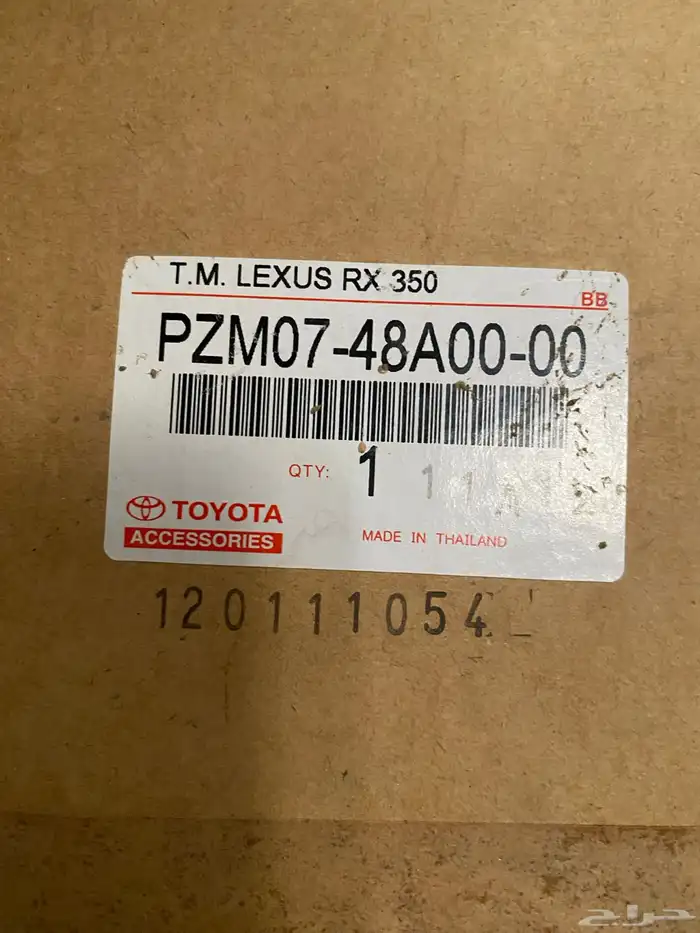 T.M. LEXUS RX 350
BB
PZM07-48A00-00
QTY: 1
TOYOTA
ACCESSORIES
MADE IN THAILAND
120111054
حراج